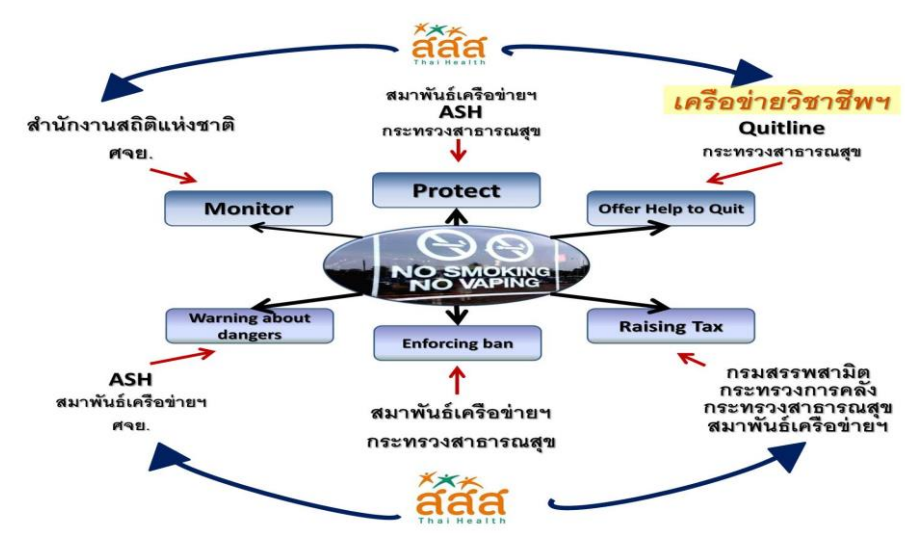 สสส
Thai Health
สำนักงานสถิติแห่งชาติ
ศจย.
สมาพันธ์เครือข่ายฯ
ASH
กระทรวงสาธารณสุข
เครือข่ายวิชาชีพฯ
Quitline
กระทรวงสาธารณสุข
Monitor
Protect
Offer Help to Quit
NO SMOKING
NO VAPING
Warning about
dangers
Enforcing ban
Raising Tax
ASH
สมาพันธ์เครือข่ายฯ
ศจย.
สมาพันธ์เครือข่ายฯ
กระทรวงสาธารณสุข
กรมสรรพสามิต
กระทรวงการคลัง
กระทรวงสาธารณสุข
สมาพันธ์เครือข่ายฯ
สสส
Thai Health